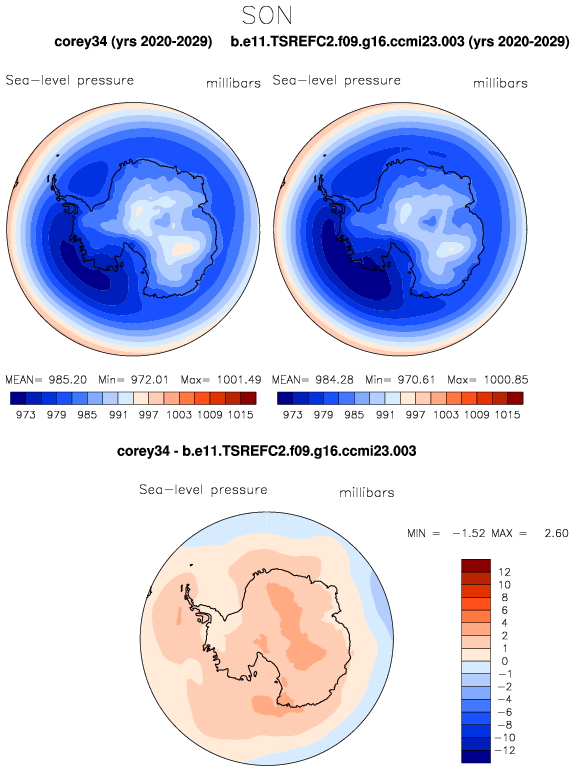 SON
corey34 (yrs 2020-2029) b.e11.TSREFC2.f09.g16.ccmi23.003 (yrs 2020-2029)
Sea-level pressure millibars Sea-level pressure millibars
MEAN= 985.20 Min= 972.01 Max= 1001.49 MEAN= 984.28 Min= 970.61 Max= 1000.85
973 979 985 991 997 1003 1009 1015 973 979 985 991 997 1003 1009 1015
corey34 - b.e11.TSREFC2.f09.g16.ccmi23.003
Sea-level pressure millibars
MIN = -1.52 MAX = 2.60
12
10
8
6
4
2
1
0
-1
-2
-4
-6
-8
-10
-12